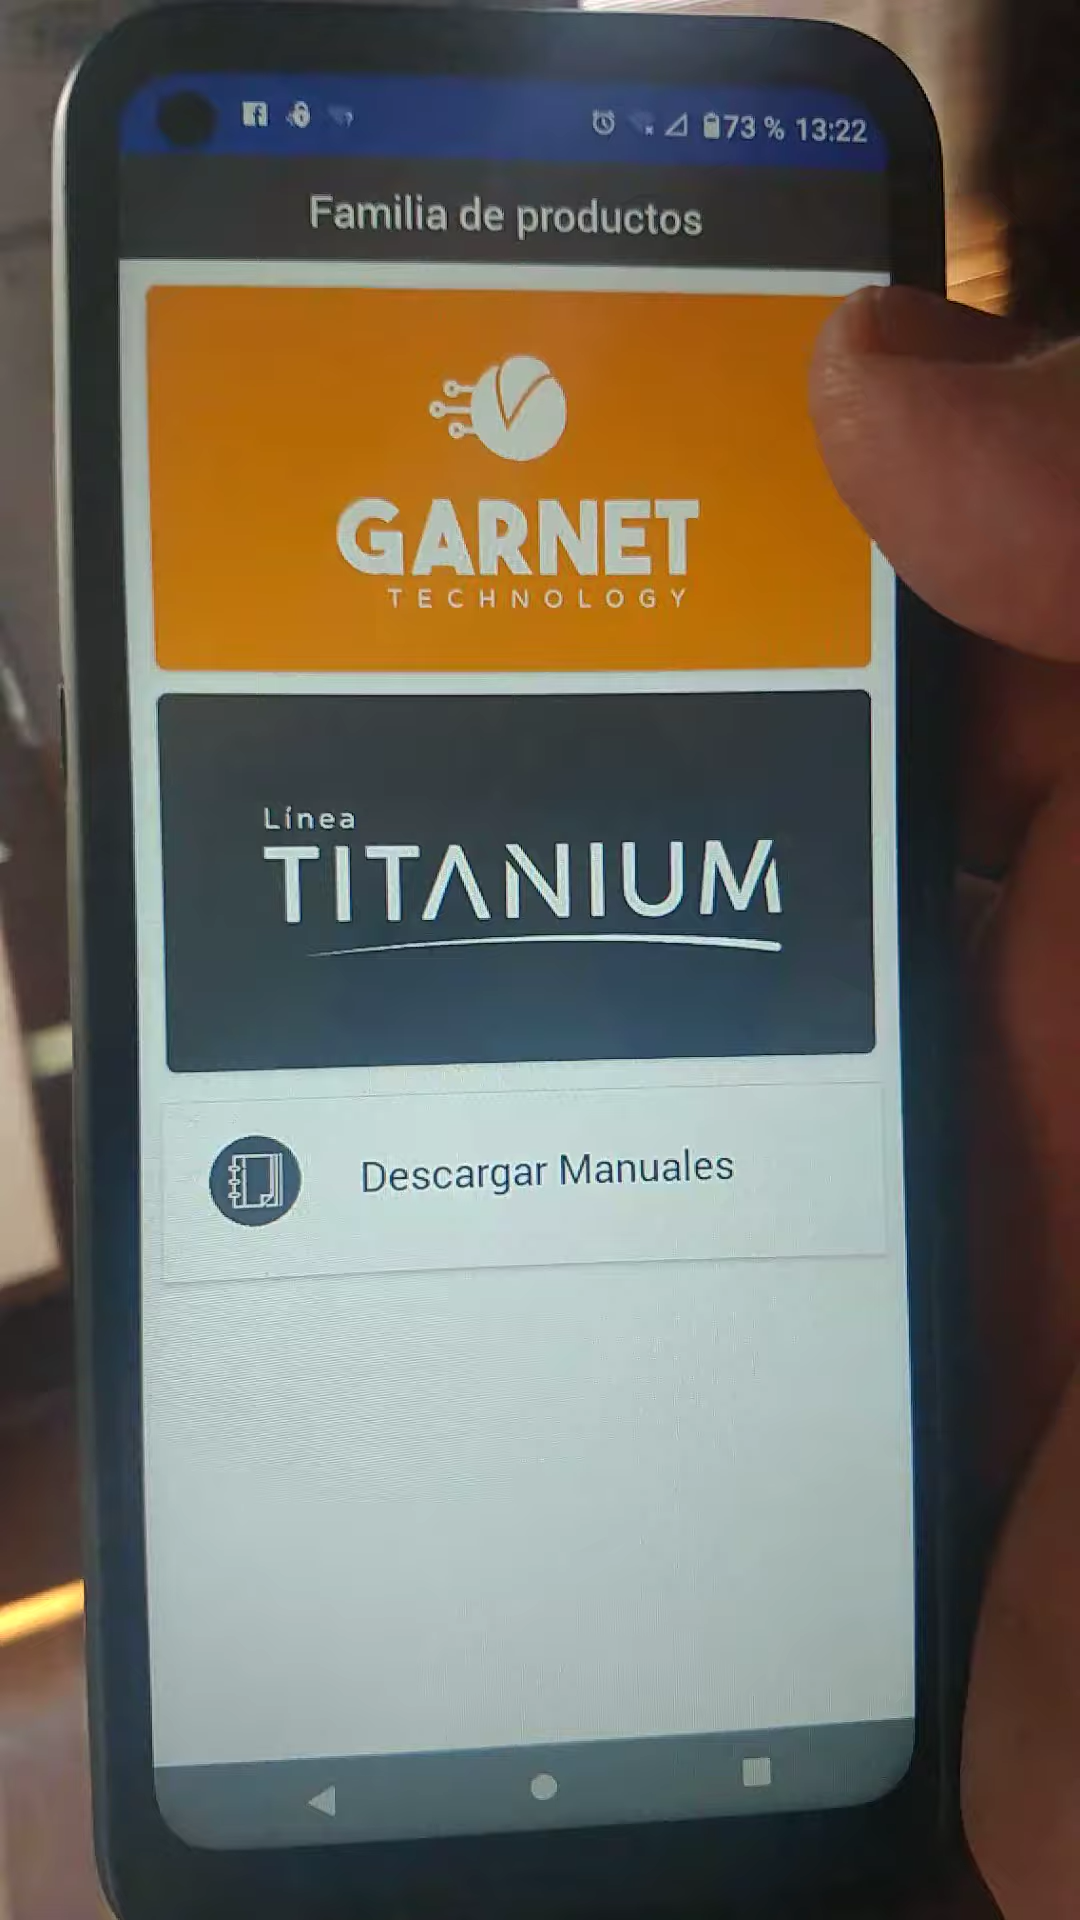 73 % 13:22
Familia de productos
GARNET
TECHNOLOGY
Línea
TITANIUM
Descargar Manuales